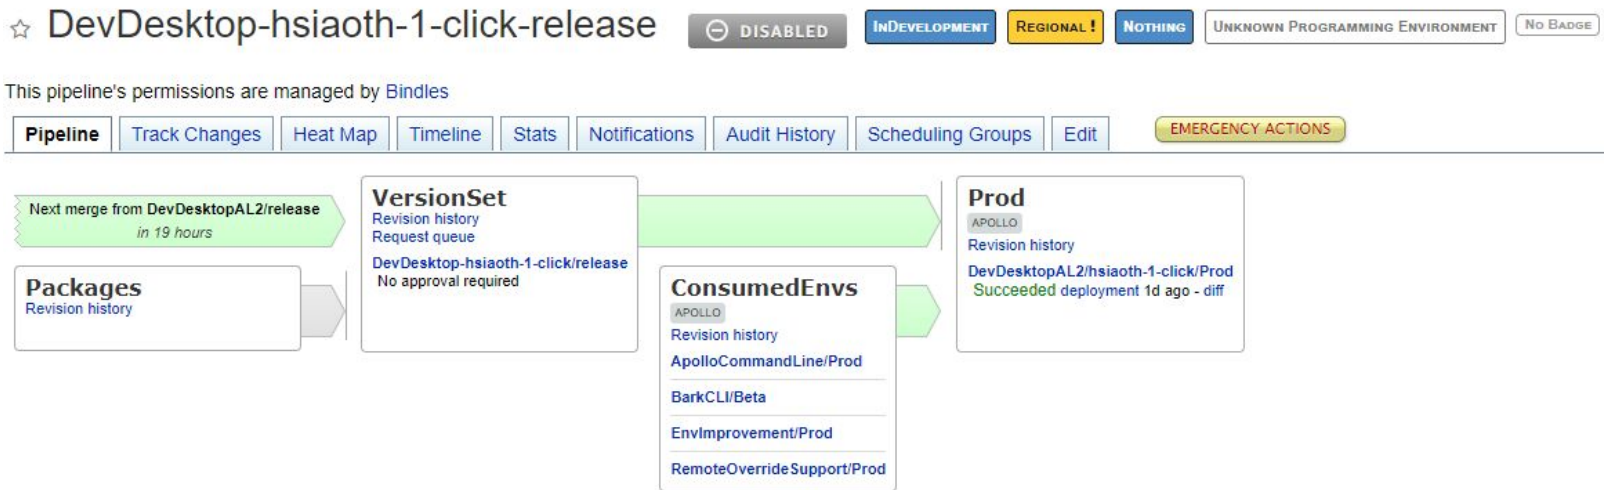 DevDesktop-hsiaoth-1-click-release DISABLED INDEVELOPMENT REGIONAL! NOTHING UNKNOWN PROGRAMMING ENVIRONMENT NO BADGE
This pipeline's permissions are managed by Bindles
Pipeline Track Changes Heat Map Timeline Stats Notifications Audit History Scheduling Groups Edit EMERGENCY ACTIONS
Next merge from DevDesktopAL2/release
in 19 hours
Packages
Revision history
VersionSet
Revision history
Request queue
DevDesktop-hsiaoth-1-click/release
No approval required
ConsumedEnvs
APOLLO
Revision history
ApolloCommandLine/Prod
BarkCLI/Beta
EnvImprovement/Prod
RemoteOverrideSupport/Prod
Prod
APOLLO
Revision history
DevDesktopAL2/hsiaoth-1-click/Prod
Succeeded deployment 1d ago - diff